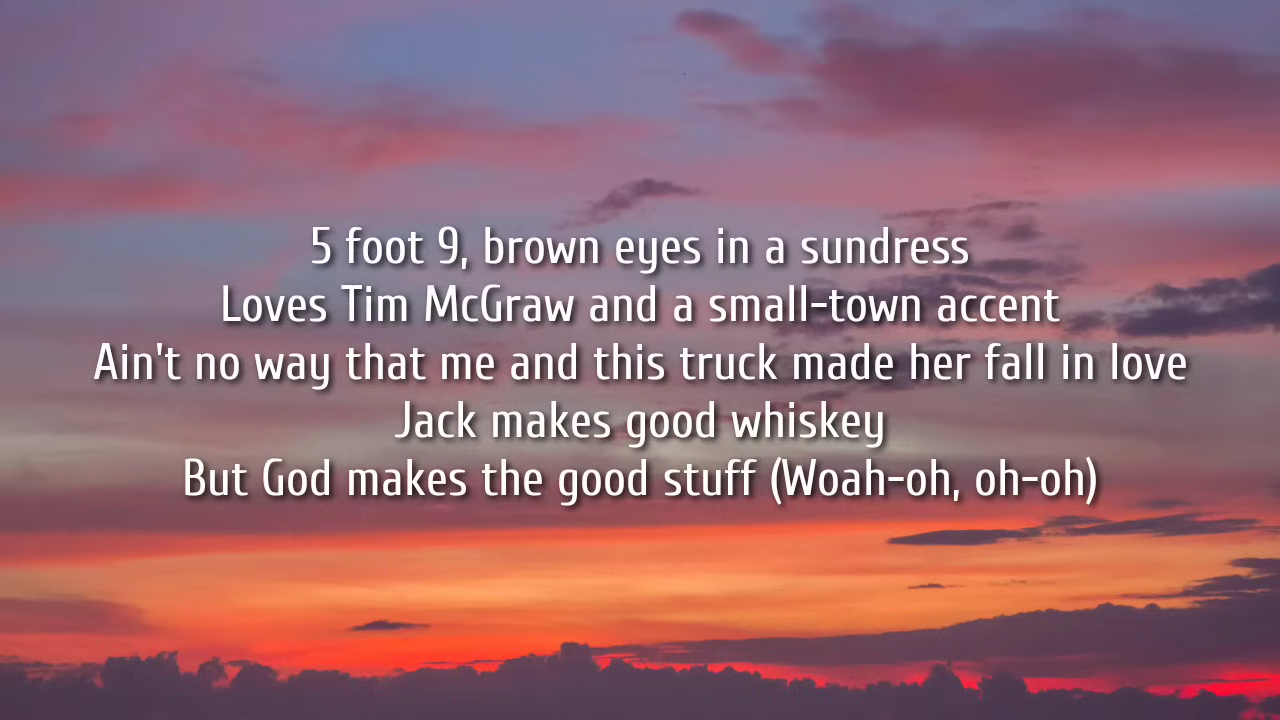 5 foot 9, brown eyes in a sundress
Loves Tim McGraw and a small-town accent
Ain't no way that me and this truck made her fall in love
Jack makes good whiskey
But God makes the good stuff (Woah-oh, oh-oh)